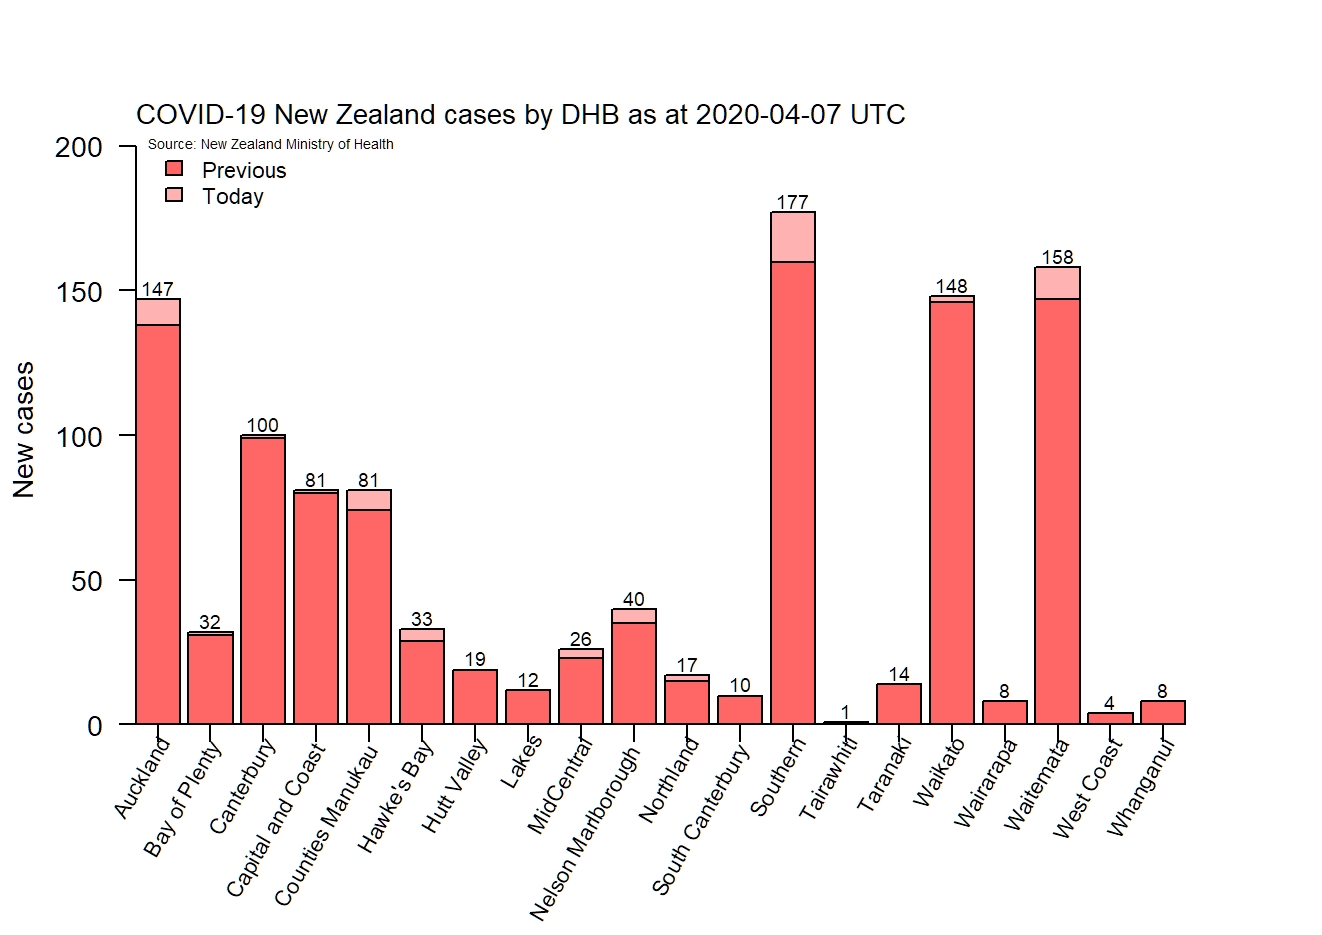 COVID-19 New Zealand cases by DHB as at 2020-04-07 UTC
Source: New Zealand Ministry of Health
Previous
Today
New cases
200
150
100
50
0
147
32
100
81
81
33
19
12
26
40
17
10
177
1
14
148
8
158
4
8
Auckland
Bay of Plenty
Canterbury
Capital and Coast
Counties Manukau
Hawke's Bay
Hutt Valley
Lakes
MidCentral
Nelson Marlborough
Northland
South Canterbury
Southern
Tairawhiti
Taranaki
Waikato
Wairarapa
Waitemata
West Coast
Whanganui